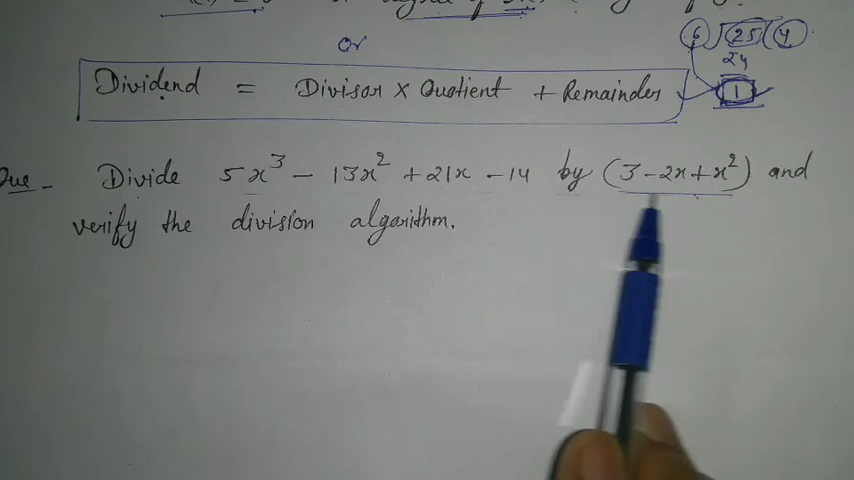 or
6 ) 25 ( 4
24
1
Dividend = Divisor × Quotient + Remainder
Que - Divide 5x³ - 13x² + 21x - 14 by (3 - 2x + x²) and
verify the division algorithm.